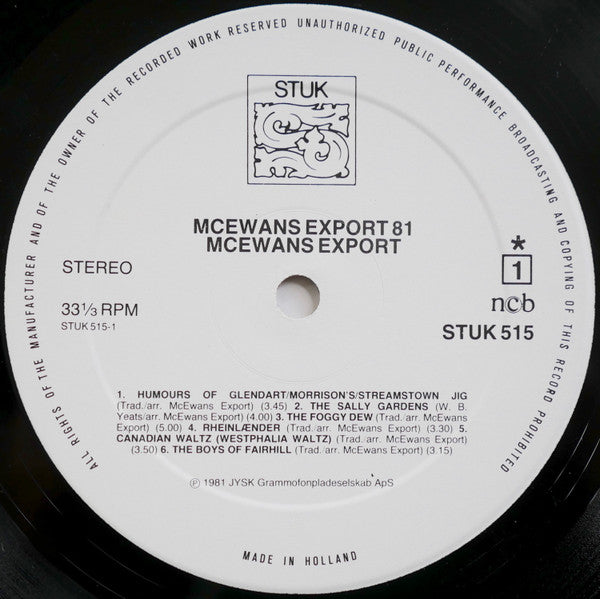 ALL RIGHTS OF THE MANUFACTURER AND OF THE OWNER OF THE RECORDED WORK RESERVED UNAUTHORIZED PUBLIC PERFORMANCE BROADCASTING AND COPYING OF THIS RECORD PROHIBITED
STUK
MCEWANS EXPORT 81
MCEWANS EXPORT
STEREO
33 1/3 RPM
STUK 515-1
*
1
ncb
STUK 515
1. HUMOURS OF GLENDART/MORRISON'S/STREAMSTOWN JIG
(Trad./arr. McEwans Export) (3.45) 2. THE SALLY GARDENS (W. B.
Yeats/arr. McEwans Export) (4.00) 3. THE FOGGY DEW (Trad./arr. McEwans
Export) (5.00) 4. RHEINLÆNDER (Trad./arr. McEwans Export) (3.30) 5.
CANADIAN WALTZ (WESTPHALIA WALTZ) (Trad./arr. McEwans Export)
(3.50) 6. THE BOYS OF FAIRHILL (Trad./arr. McEwans Export) (3.15)
℗ 1981 JYSK Grammofonpladeselskab ApS
MADE IN HOLLAND